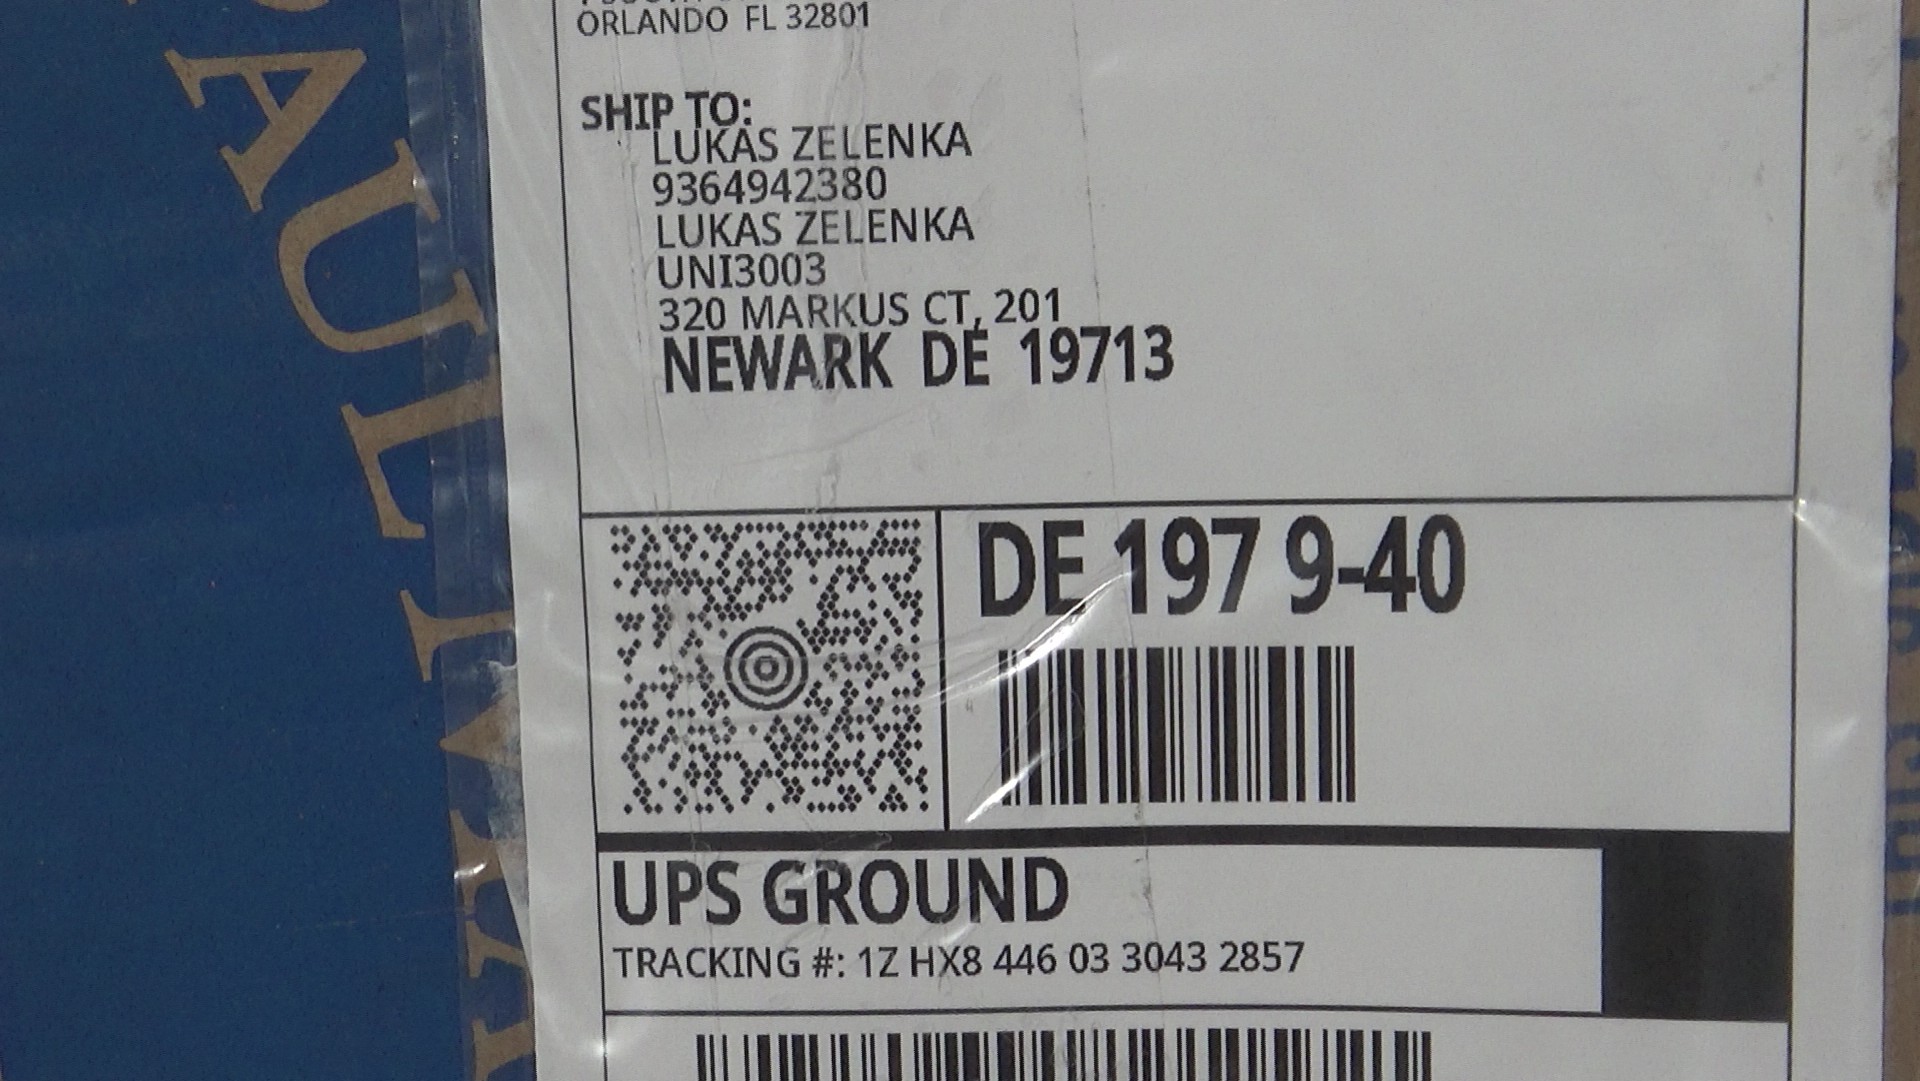 ORLANDO FL 32801
SHIP TO:
LUKAS ZELENKA
9364942380
LUKAS ZELENKA
UNI3003
320 MARKUS CT, 201
NEWARK DE 19713
DE 197 9-40
UPS GROUND
TRACKING #: 1Z HX8 446 03 3043 2857